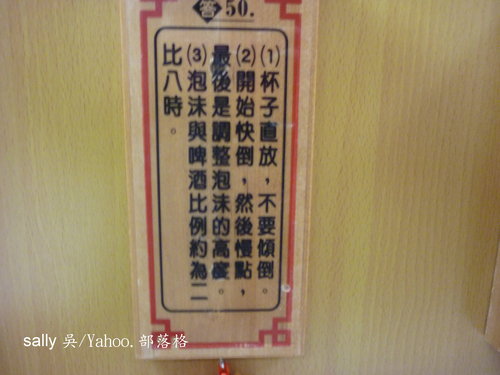 答 50.
⑴杯子直放，不要傾倒。
⑵開始快倒，然後慢點，
最後是調整泡沫的高度。
⑶泡沫與啤酒比例約為二
比八時。
sally 吳/Yahoo.部落格